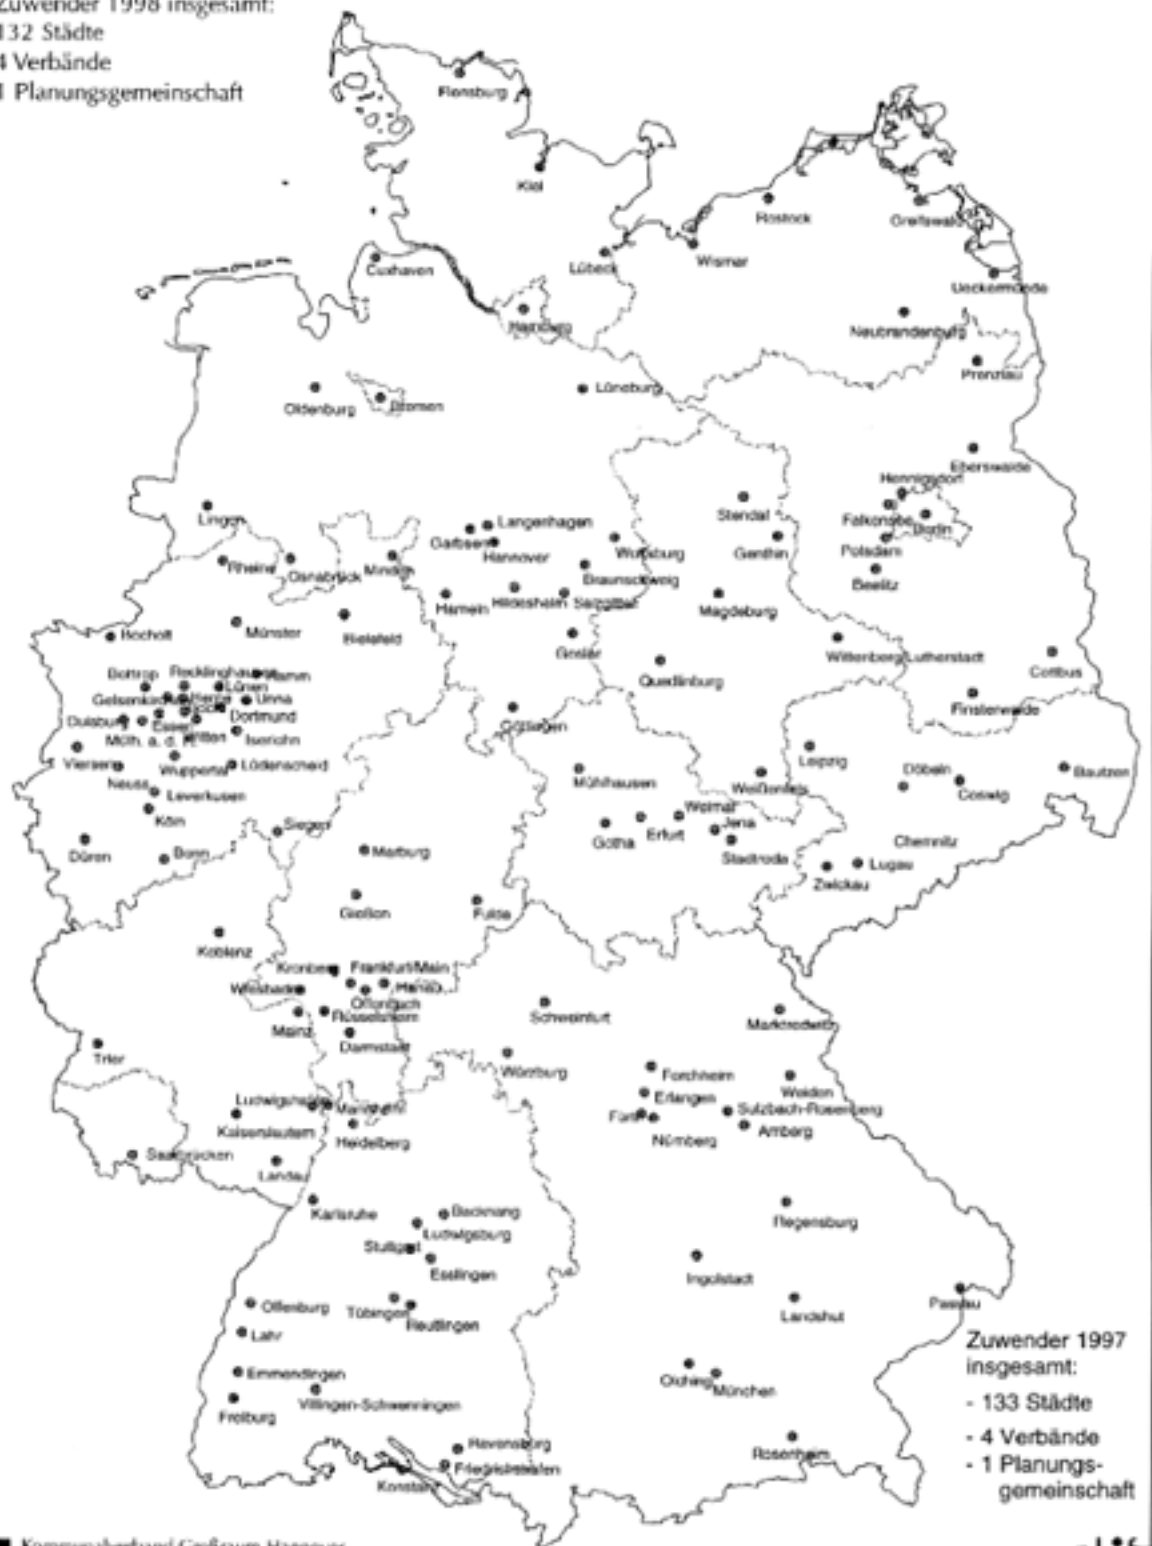 Zuwender 1998 insgesamt:
132 Städte
4 Verbände
1 Planungsgemeinschaft
Flensburg
Kiel
Rostock
Greifswald
Cuxhaven
Lübeck
Wismar
Ueckermünde
Hamburg
Neubrandenburg
Prenzlau
Oldenburg
Bremen
Lüneburg
Eberswalde
Hennigsdorf
Lingen
Langenhagen
Stendal
Falkensee
Berlin
Garbsen
Hannover
Wolfsburg
Genthin
Potsdam
Rheine
Osnabrück
Minden
Braunschweig
Beelitz
Hameln
Hildesheim
Salzgitter
Magdeburg
Bocholt
Münster
Bielefeld
Goslar
Wittenberg/Lutherstadt
Cottbus
Bottrop
Recklinghausen
Hamm
Quedlinburg
Gelsenkirchen
Herne
Lünen
Unna
Finsterwalde
Duisburg
Essen
Dortmund
Göttingen
Mülh. a. d. R.
Witten
Iserlohn
Viersen
Wuppertal
Lüdenscheid
Leipzig
Döbeln
Bautzen
Neuss
Leverkusen
Mühlhausen
Weißenfels
Coswig
Köln
Siegen
Weimar
Jena
Gotha
Erfurt
Chemnitz
Düren
Bonn
Marburg
Stadtroda
Lugau
Zwickau
Gießen
Fulda
Koblenz
Kronberg
Frankfurt/Main
Wiesbaden
Hanau
Offenbach
Mainz
Rüsselsheim
Schweinfurt
Marktredwitz
Darmstadt
Trier
Würzburg
Forchheim
Weiden
Ludwigshafen
Mannheim
Erlangen
Sulzbach-Rosenberg
Kaiserslautern
Heidelberg
Fürth
Nürnberg
Amberg
Saarbrücken
Landau
Karlsruhe
Backnang
Regensburg
Ludwigsburg
Stuttgart
Esslingen
Ingolstadt
Offenburg
Tübingen
Reutlingen
Landshut
Passau
Lahr
Emmendingen
Olching
München
Villingen-Schwenningen
Freiburg
Ravensburg
Rosenheim
Friedrichshafen
Konstanz
Zuwender 1997
insgesamt:
- 133 Städte
- 4 Verbände
- 1 Planungs-
gemeinschaft
Kommunalverband Großraum Hannover